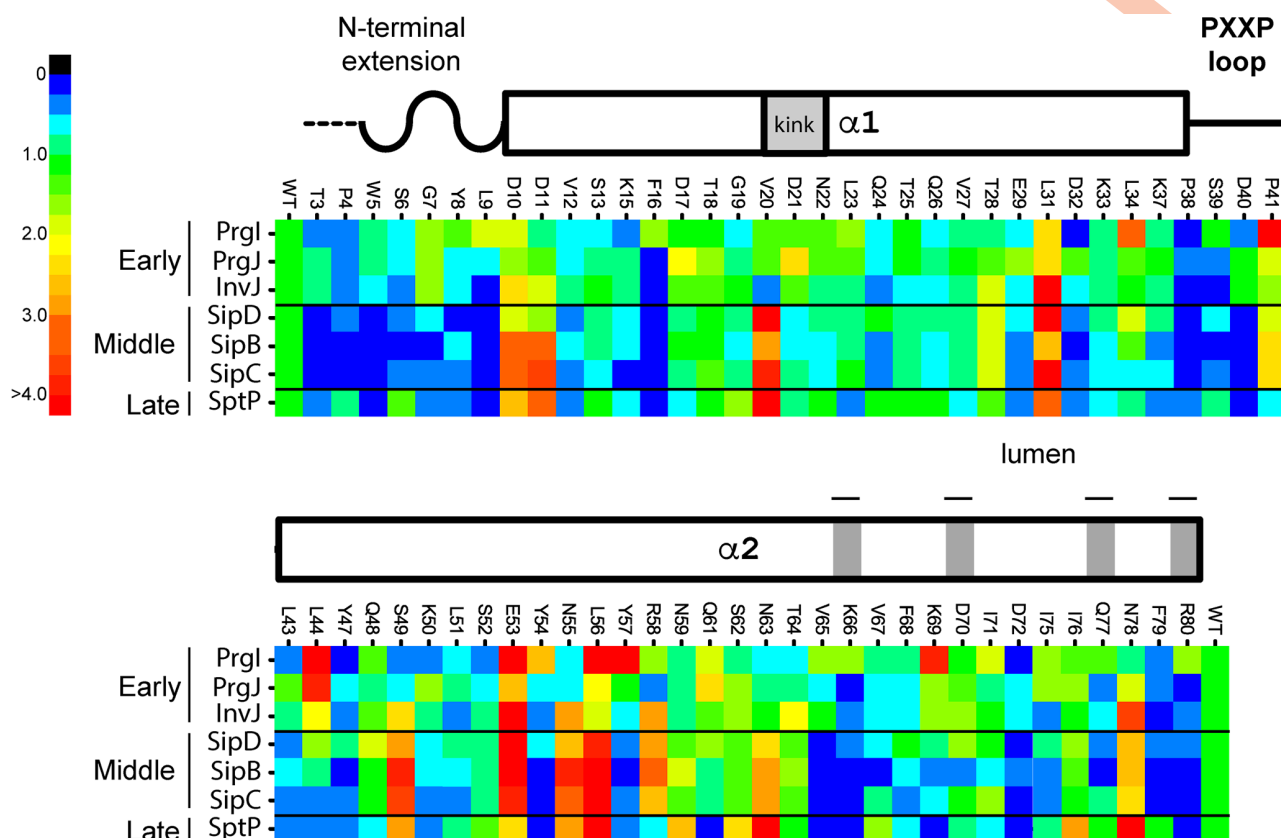 N-terminal
extension
PXXP
loop
kink
α1
0
1.0
2.0
3.0
>4.0
WT T3 P4 W5 S6 G7 Y8 L9 D10 D11 V12 S13 K15 F16 D17 T18 G19 V20 D21 N22 L23 Q24 T25 Q26 V27 T28 E29 L31 D32 K33 L34 K37 P38 S39 D40 P41
Early
PrgI
PrgJ
InvJ
Middle
SipD
SipB
SipC
Late
SptP
lumen
α2
L43 L44 Y47 Q48 S49 K50 L51 S52 E53 Y54 N55 L56 Y57 R58 N59 Q61 S62 N63 T64 V65 K66 V67 F68 K69 D70 I71 D72 I75 I76 Q77 N78 F79 R80 WT
Early
PrgI
PrgJ
InvJ
Middle
SipD
SipB
SipC
Late
SptP